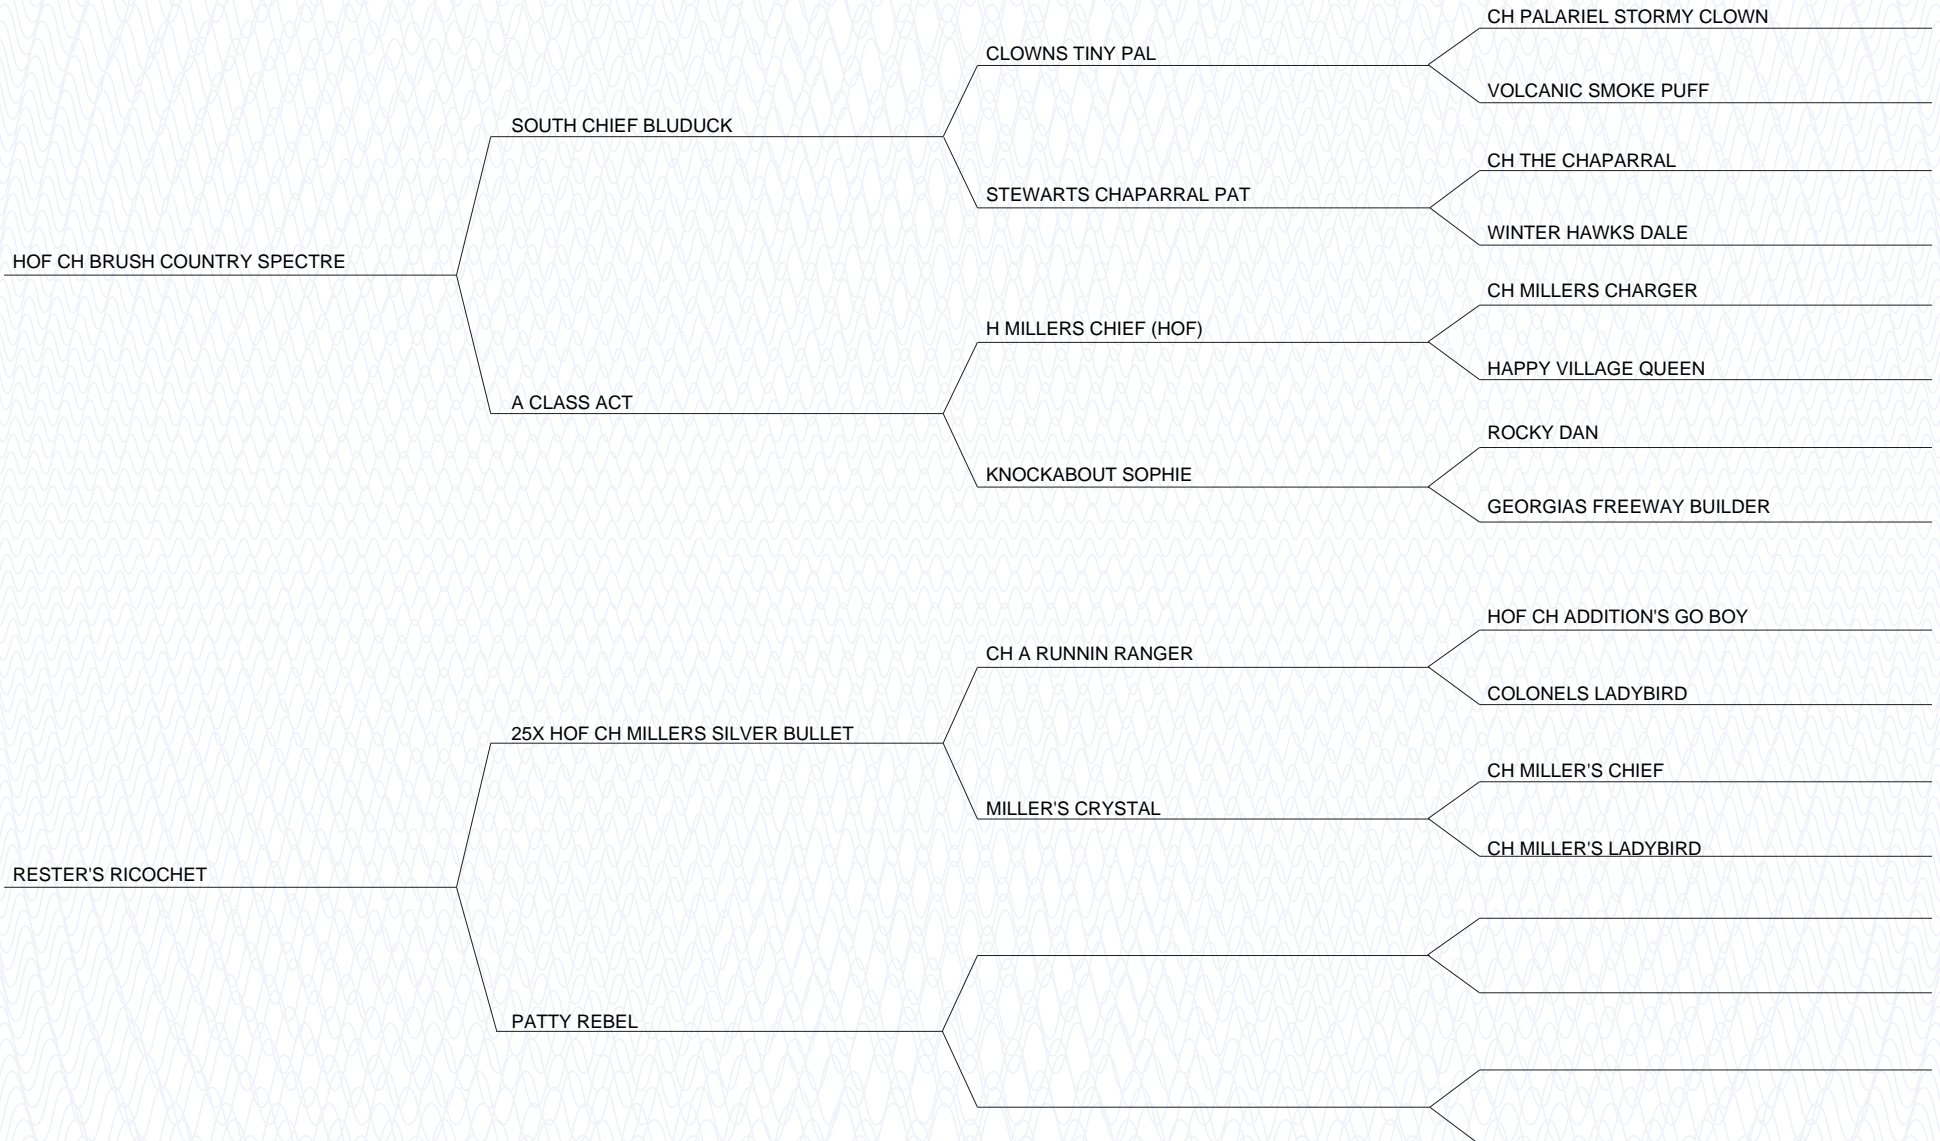 CH PALARIEL STORMY CLOWN
CLOWNS TINY PAL
VOLCANIC SMOKE PUFF
SOUTH CHIEF BLUDUCK
CH THE CHAPARRAL
STEWARTS CHAPARRAL PAT
WINTER HAWKS DALE
HOF CH BRUSH COUNTRY SPECTRE
CH MILLERS CHARGER
H MILLERS CHIEF (HOF)
HAPPY VILLAGE QUEEN
A CLASS ACT
ROCKY DAN
KNOCKABOUT SOPHIE
GEORGIAS FREEWAY BUILDER
HOF CH ADDITION'S GO BOY
CH A RUNNIN RANGER
COLONELS LADYBIRD
25X HOF CH MILLERS SILVER BULLET
CH MILLER'S CHIEF
MILLER'S CRYSTAL
CH MILLER'S LADYBIRD
RESTER'S RICOCHET
PATTY REBEL